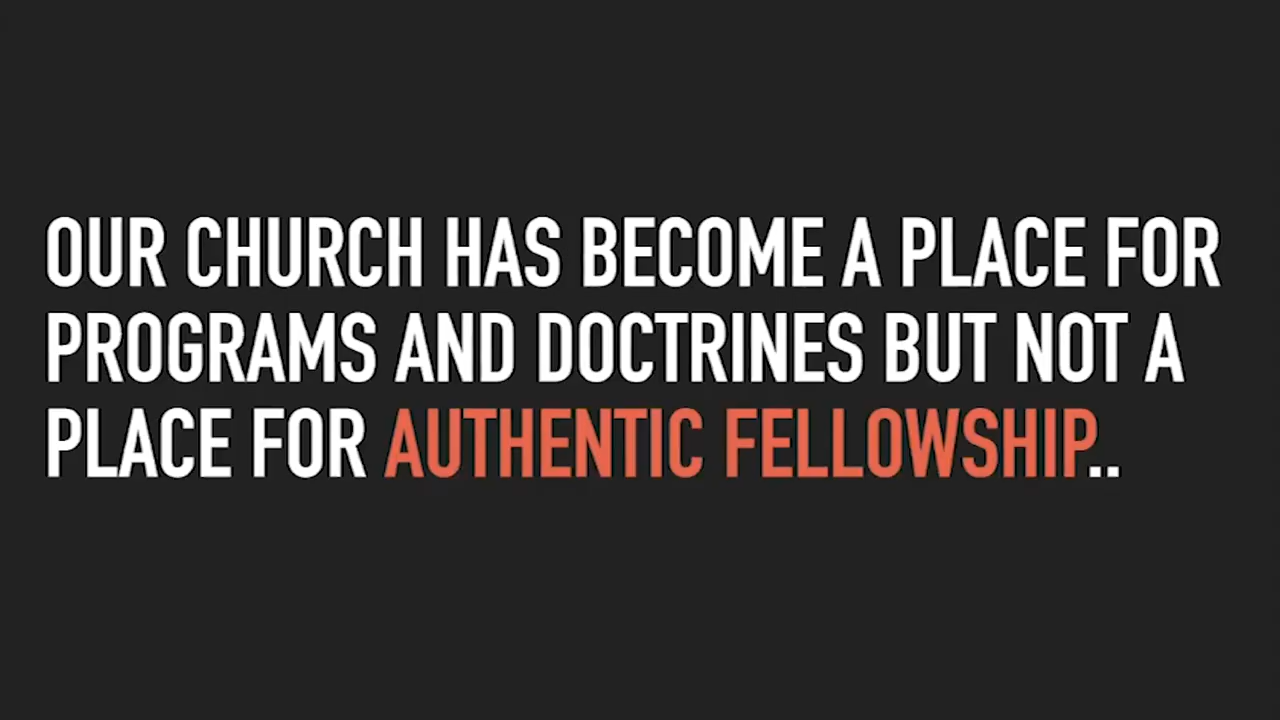 OUR CHURCH HAS BECOME A PLACE FOR
PROGRAMS AND DOCTRINES BUT NOT A
PLACE FOR AUTHENTIC FELLOWSHIP..